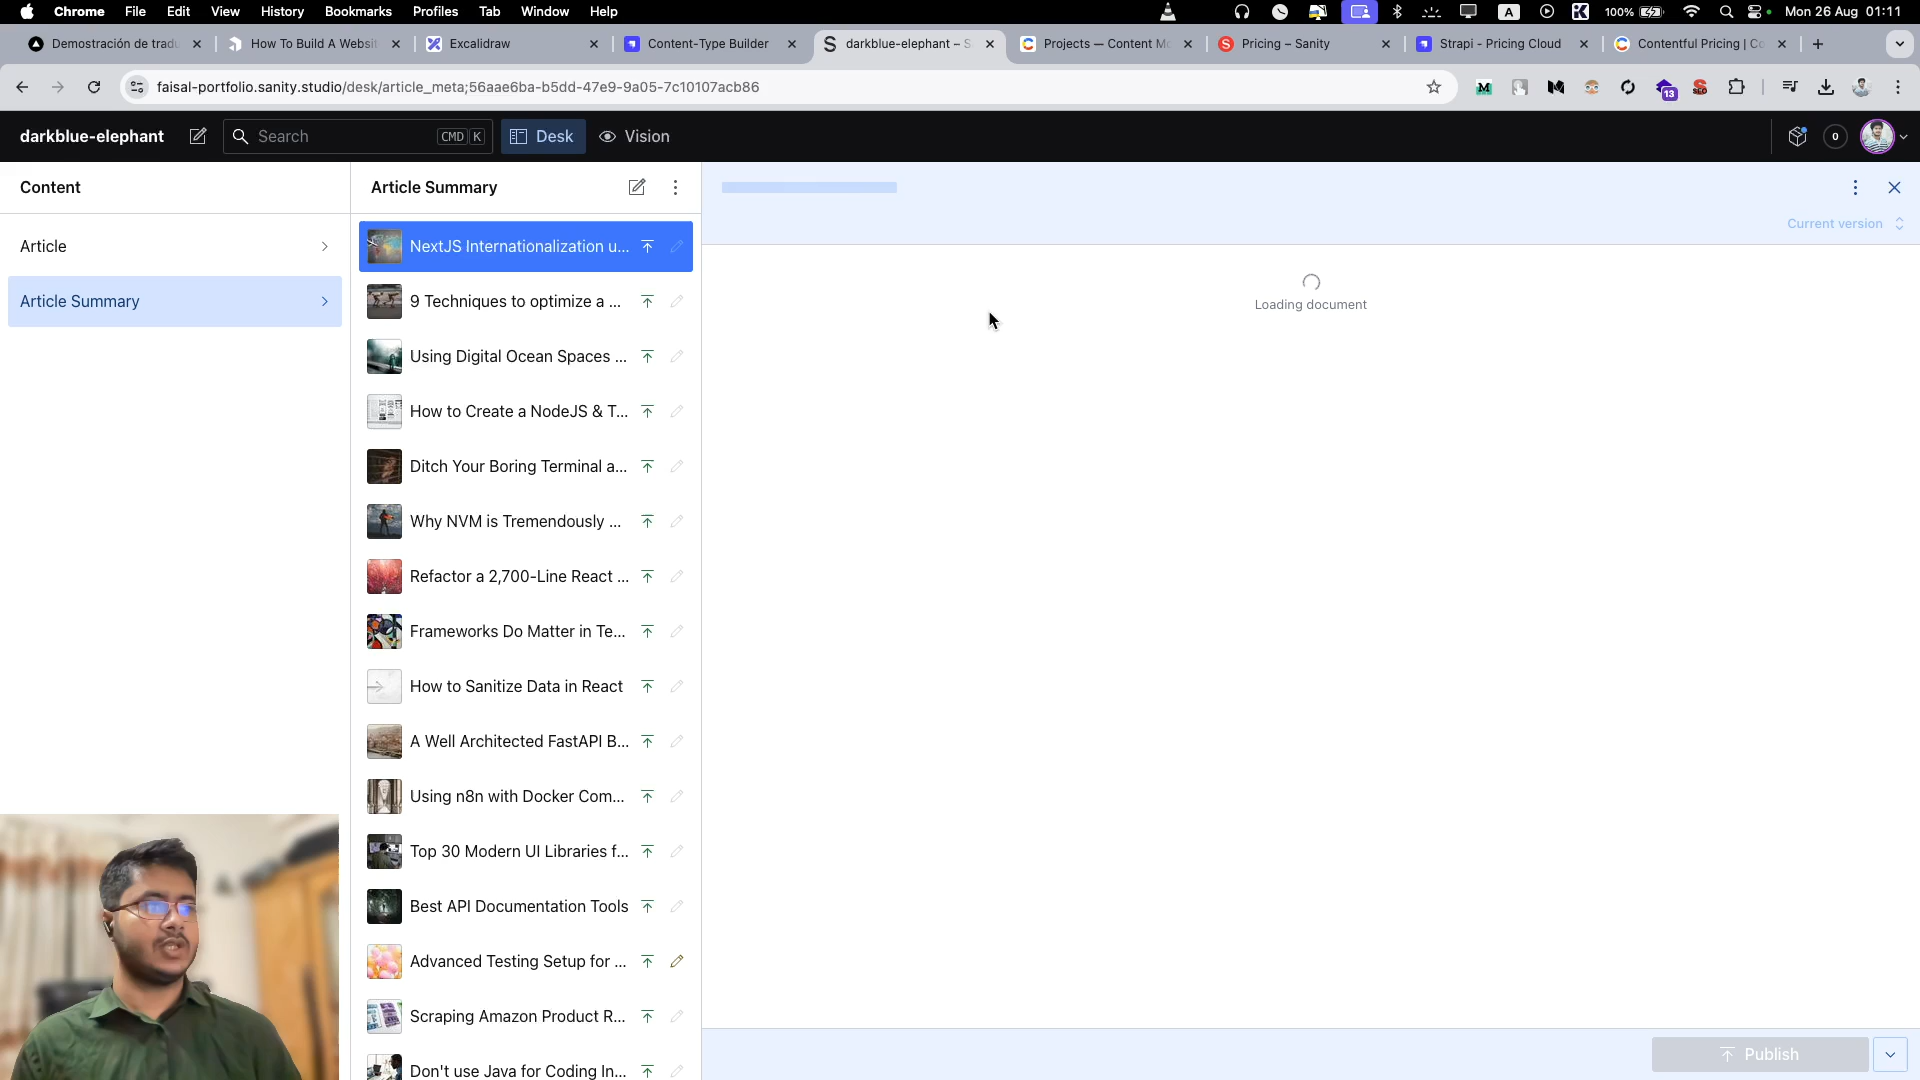 Chrome File Edit View History Bookmarks Profiles Tab Window Help
A 100% Mon 26 Aug 01:11
Demostración de tradu
How To Build A Websit
Excalidraw
Content-Type Builder
darkblue-elephant – S
Projects — Content Mo
Pricing – Sanity
Strapi - Pricing Cloud
Contentful Pricing | Co
faisal-portfolio.sanity.studio/desk/article_meta;56aae6ba-b5dd-47e9-9a05-7c10107acb86
13
darkblue-elephant
Search CMD K
Desk
Vision
0
Content
Article
Article Summary
Article Summary
NextJS Internationalization u...
9 Techniques to optimize a ...
Using Digital Ocean Spaces ...
How to Create a NodeJS & T...
Ditch Your Boring Terminal a...
Why NVM is Tremendously ...
Refactor a 2,700-Line React ...
Frameworks Do Matter in Te...
How to Sanitize Data in React
A Well Architected FastAPI B...
Using n8n with Docker Com...
Top 30 Modern UI Libraries f...
Best API Documentation Tools
Advanced Testing Setup for ...
Scraping Amazon Product R...
Don't use Java for Coding In...
Current version
Loading document
Publish